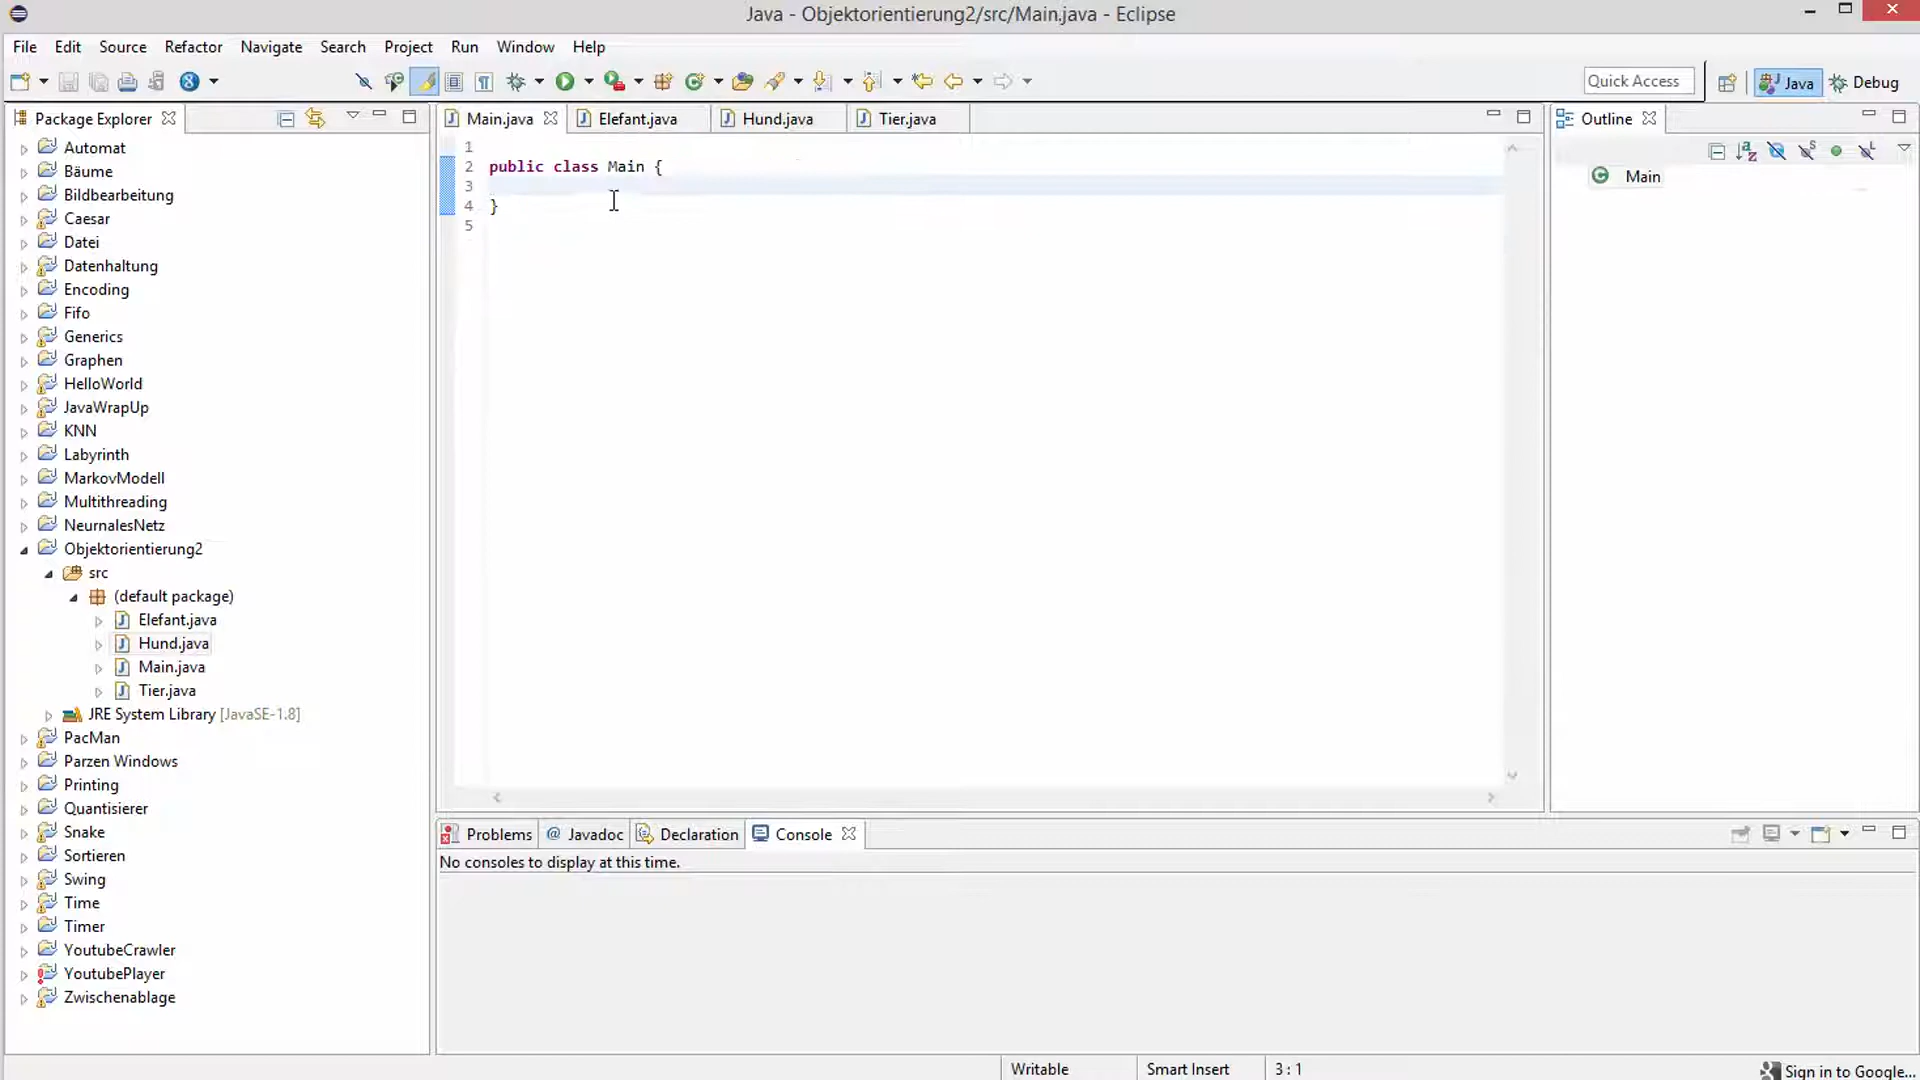 Java - Objektorientierung2/src/Main.java - Eclipse
File Edit Source Refactor Navigate Search Project Run Window Help
Quick Access Java Debug
Package Explorer
Automat
Bäume
Bildbearbeitung
Caesar
Datei
Datenhaltung
Encoding
Fifo
Generics
Graphen
HelloWorld
JavaWrapUp
KNN
Labyrinth
MarkovModell
Multithreading
NeurnalesNetz
Objektorientierung2
src
(default package)
Elefant.java
Hund.java
Main.java
Tier.java
JRE System Library [JavaSE-1.8]
PacMan
Parzen Windows
Printing
Quantisierer
Snake
Sortieren
Swing
Time
Timer
YoutubeCrawler
YoutubePlayer
Zwischenablage
Main.java Elefant.java Hund.java Tier.java
1
2 public class Main {
3
4 }
5
Outline
Main
Problems @ Javadoc Declaration Console
No consoles to display at this time.
Writable Smart Insert 3 : 1 Sign in to Google...